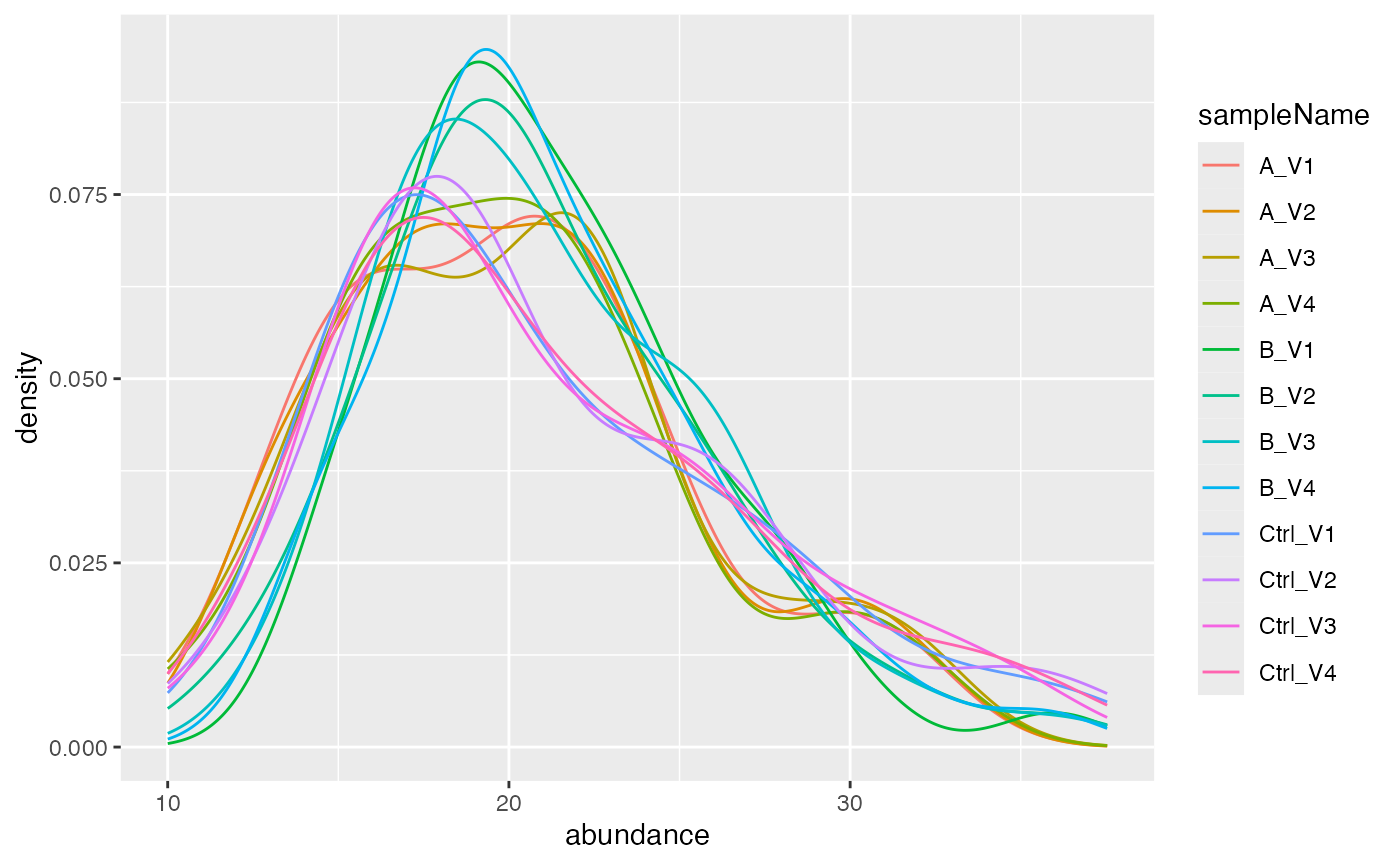 density
0.075
0.050
0.025
0.000
10
20
30
abundance
sampleName
A_V1
A_V2
A_V3
A_V4
B_V1
B_V2
B_V3
B_V4
Ctrl_V1
Ctrl_V2
Ctrl_V3
Ctrl_V4